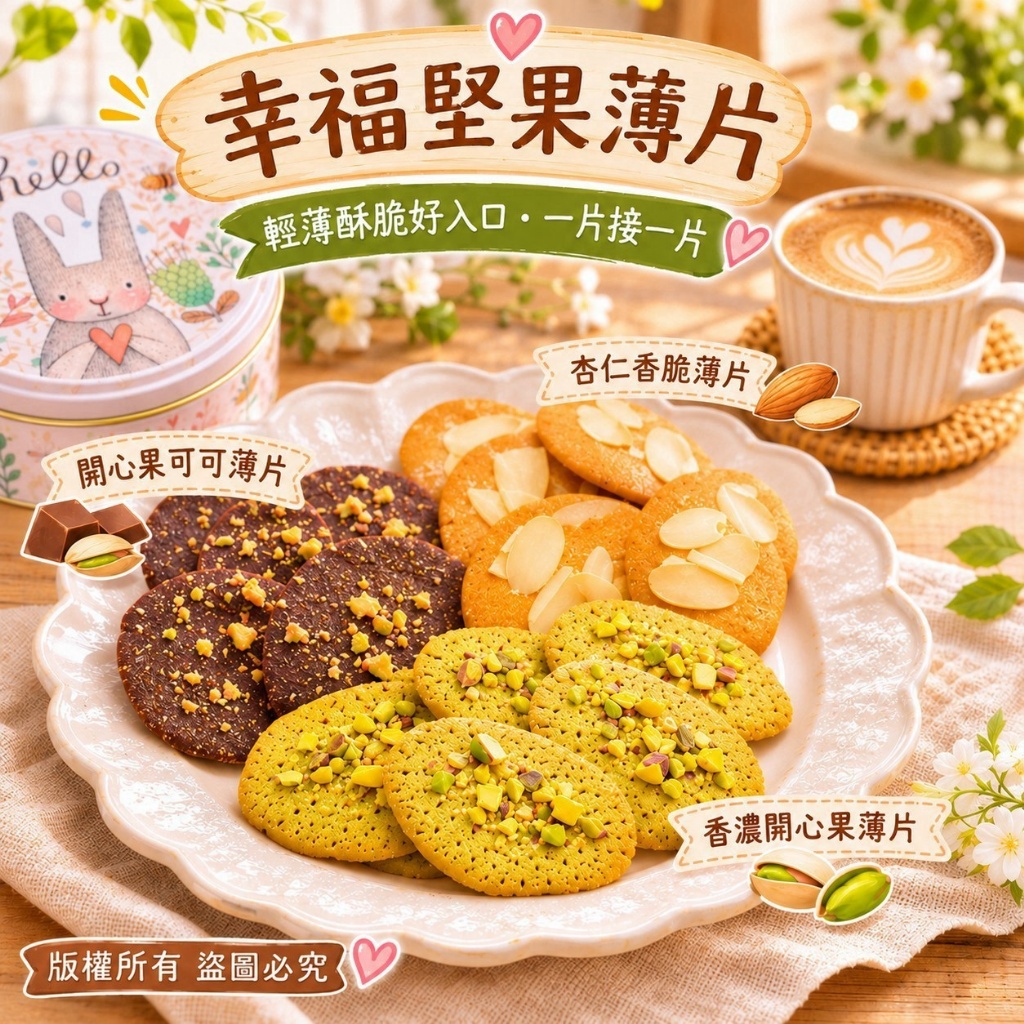 幸福堅果薄片
輕薄酥脆好入口·一片接一片
hello
杏仁香脆薄片
開心果可可薄片
香濃開心果薄片
版權所有 盜圖必究